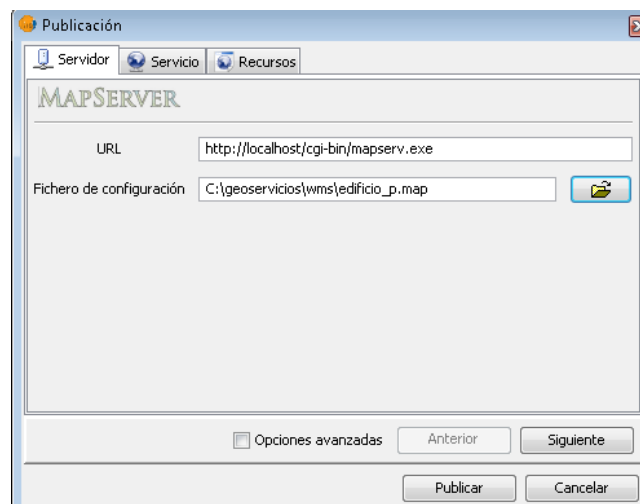 Publicación
Servidor Servicio Recursos
MAPSERVER
URL http://localhost/cgi-bin/mapserv.exe
Fichero de configuración C:\geoservicios\wms\edificio_p.map
Opciones avanzadas Anterior Siguiente
Publicar Cancelar